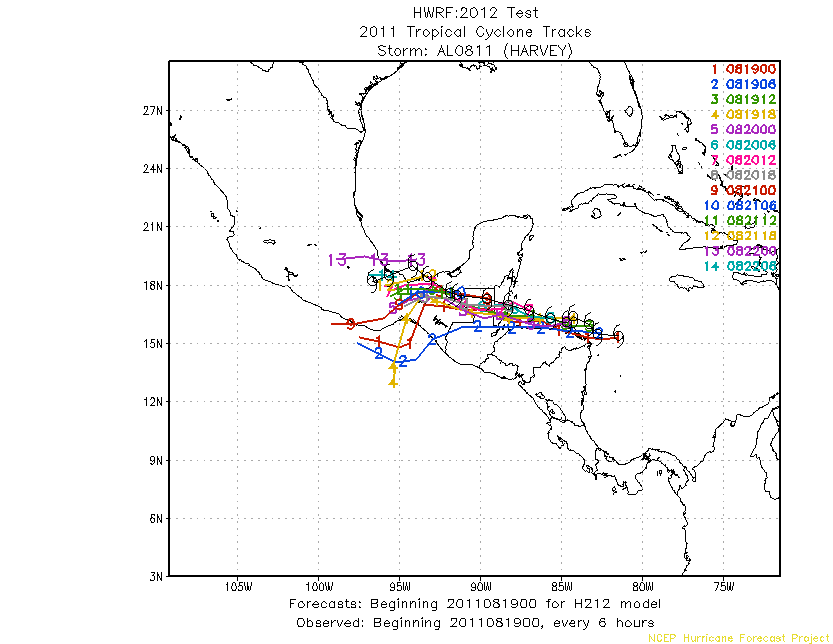 HWRF:2012 Test
2011 Tropical Cyclone Tracks
Storm: AL0811 (HARVEY)
1 081900
2 081906
3 081912
4 081918
5 082000
6 082006
7 082012
8 082018
9 082100
10 082106
11 082112
12 082118
13 082200
14 082206
27N
24N
21N
18N
15N
12N
9N
6N
3N
105W 100W 95W 90W 85W 80W 75W
Forecasts: Beginning 2011081900 for H212 model
Observed: Beginning 2011081900, every 6 hours
NCEP Hurricane Forecast Project